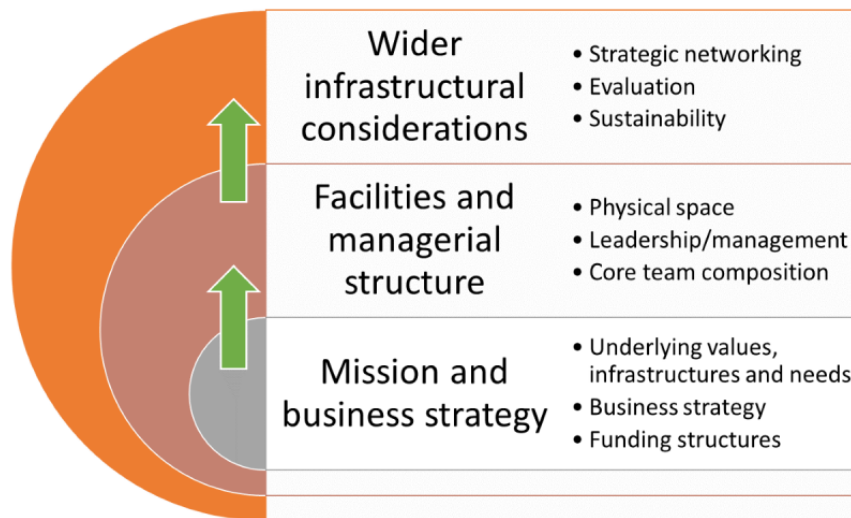 Wider
infrastructural
considerations
• Strategic networking
• Evaluation
• Sustainability
Facilities and
managerial
structure
• Physical space
• Leadership/management
• Core team composition
Mission and
business strategy
• Underlying values,
infrastructures and needs
• Business strategy
• Funding structures